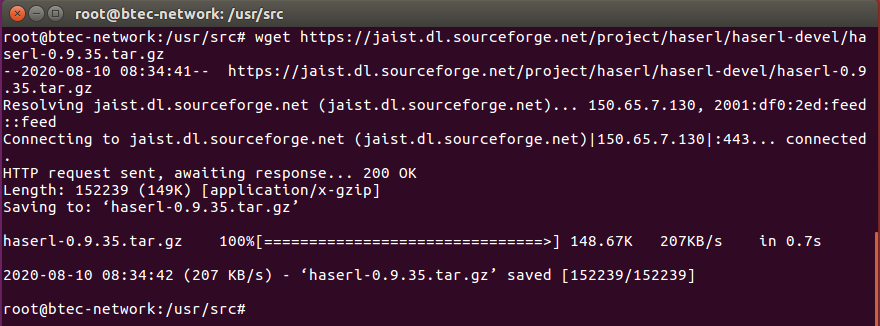 root@btec-network: /usr/src
root@btec-network:/usr/src# wget https://jaist.dl.sourceforge.net/project/haserl/haserl-devel/ha
serl-0.9.35.tar.gz
--2020-08-10 08:34:41--  https://jaist.dl.sourceforge.net/project/haserl/haserl-devel/haserl-0.9
.35.tar.gz
Resolving jaist.dl.sourceforge.net (jaist.dl.sourceforge.net)... 150.65.7.130, 2001:df0:2ed:feed
::feed
Connecting to jaist.dl.sourceforge.net (jaist.dl.sourceforge.net)|150.65.7.130|:443... connected
.
HTTP request sent, awaiting response... 200 OK
Length: 152239 (149K) [application/x-gzip]
Saving to: ‘haserl-0.9.35.tar.gz’
haserl-0.9.35.tar.gz    100%[===============================>] 148.67K   207KB/s    in 0.7s
2020-08-10 08:34:42 (207 KB/s) - ‘haserl-0.9.35.tar.gz’ saved [152239/152239]
root@btec-network:/usr/src#